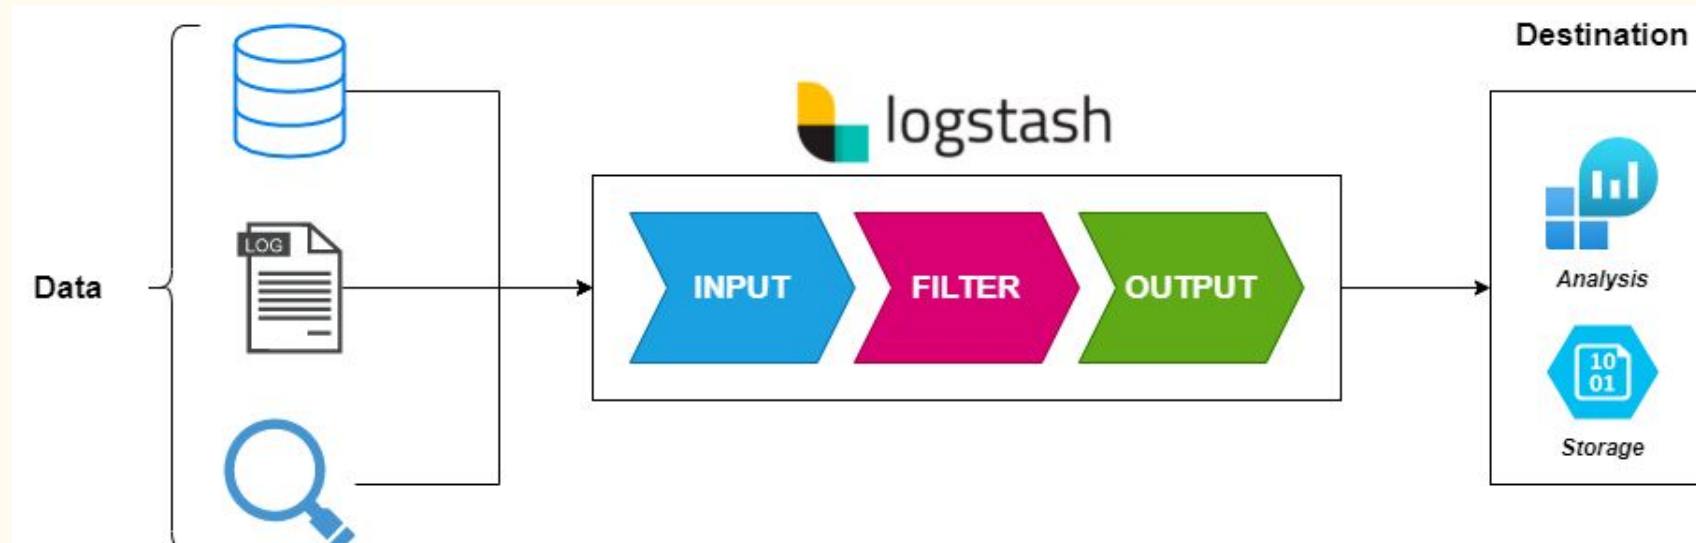 Destination
logstash
LOG
Data
INPUT
FILTER
OUTPUT
Analysis
10
01
Storage